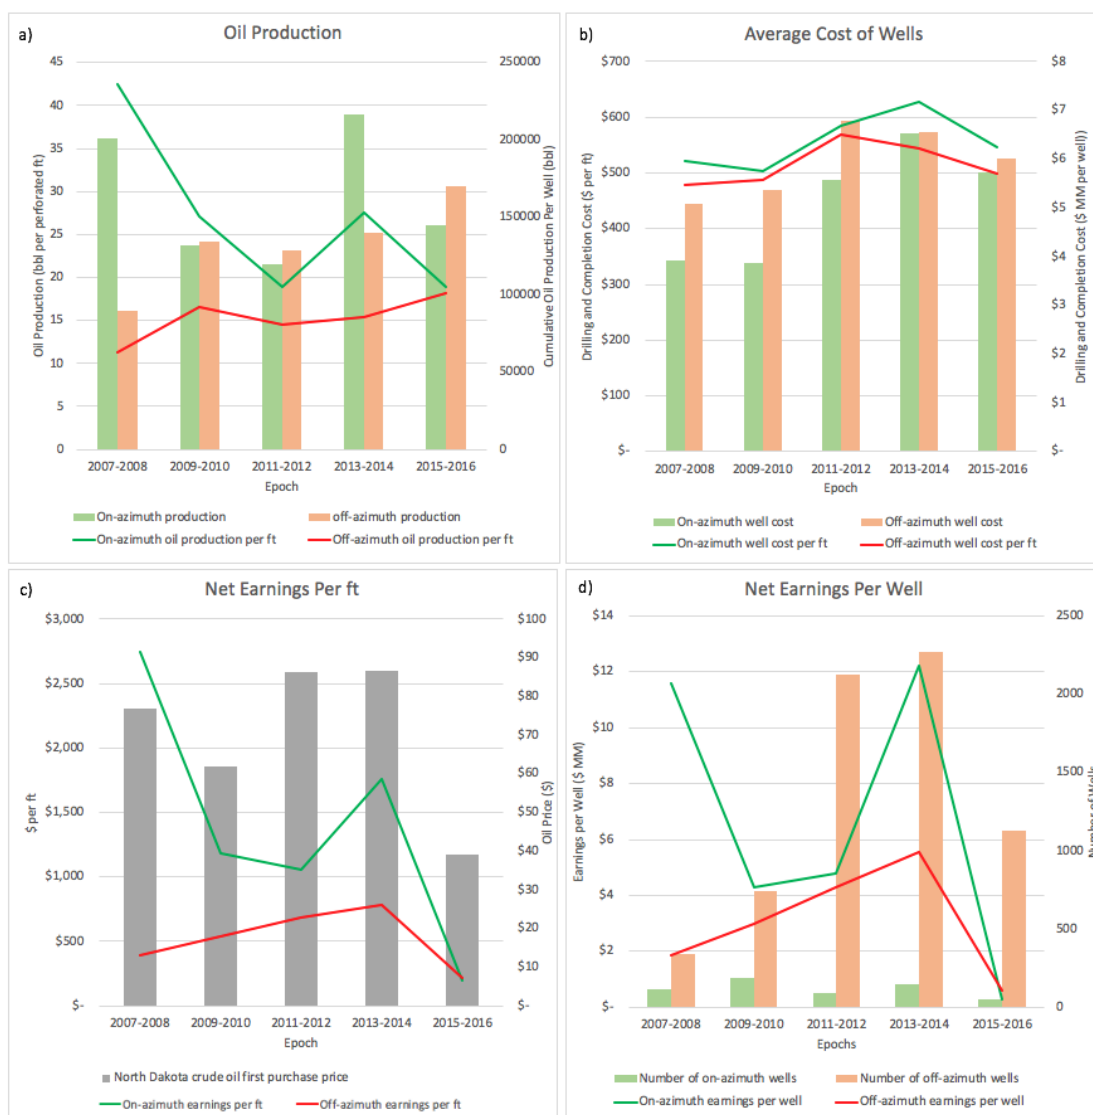 a)
Oil Production
45
40
35
30
25
20
15
10
5
0
Oil Production (bbl per perforated ft)
250000
200000
150000
100000
50000
0
Cumulative Oil Production Per Well (bbl)
2007-2008 2009-2010 2011-2012 2013-2014 2015-2016
Epoch
On-azimuth production off-azimuth production
On-azimuth oil production per ft Off-azimuth oil production per ft
b)
Average Cost of Wells
$700
$600
$500
$400
$300
$200
$100
$-
Drilling and Completion Cost ($ per ft)
$8
$7
$6
$5
$4
$3
$2
$1
$-
Drilling and Completion Cost ($ MM per well))
2007-2008 2009-2010 2011-2012 2013-2014 2015-2016
Epoch
On-azimuth well cost Off-azimuth well cost
On-azimuth well cost per ft Off-azimuth well cost per ft
c)
Net Earnings Per ft
$3,000
$2,500
$2,000
$1,500
$1,000
$500
$-
$ per ft
$100
$90
$80
$70
$60
$50
$40
$30
$20
$10
$-
Oil Price ($)
2007-2008 2009-2010 2011-2012 2013-2014 2015-2016
Epoch
North Dakota crude oil first purchase price
On-azimuth earnings per ft Off-azimuth earnings per ft
d)
Net Earnings Per Well
$14
$12
$10
$8
$6
$4
$2
$-
Earnings per Well ($ MM)
2500
2000
1500
1000
500
0
Number of Wells
2007-2008 2009-2010 2011-2012 2013-2014 2015-2016
Epochs
Number of on-azimuth wells Number of off-azimuth wells
On-azimuth earnings per well Off-azimuth earnings per well